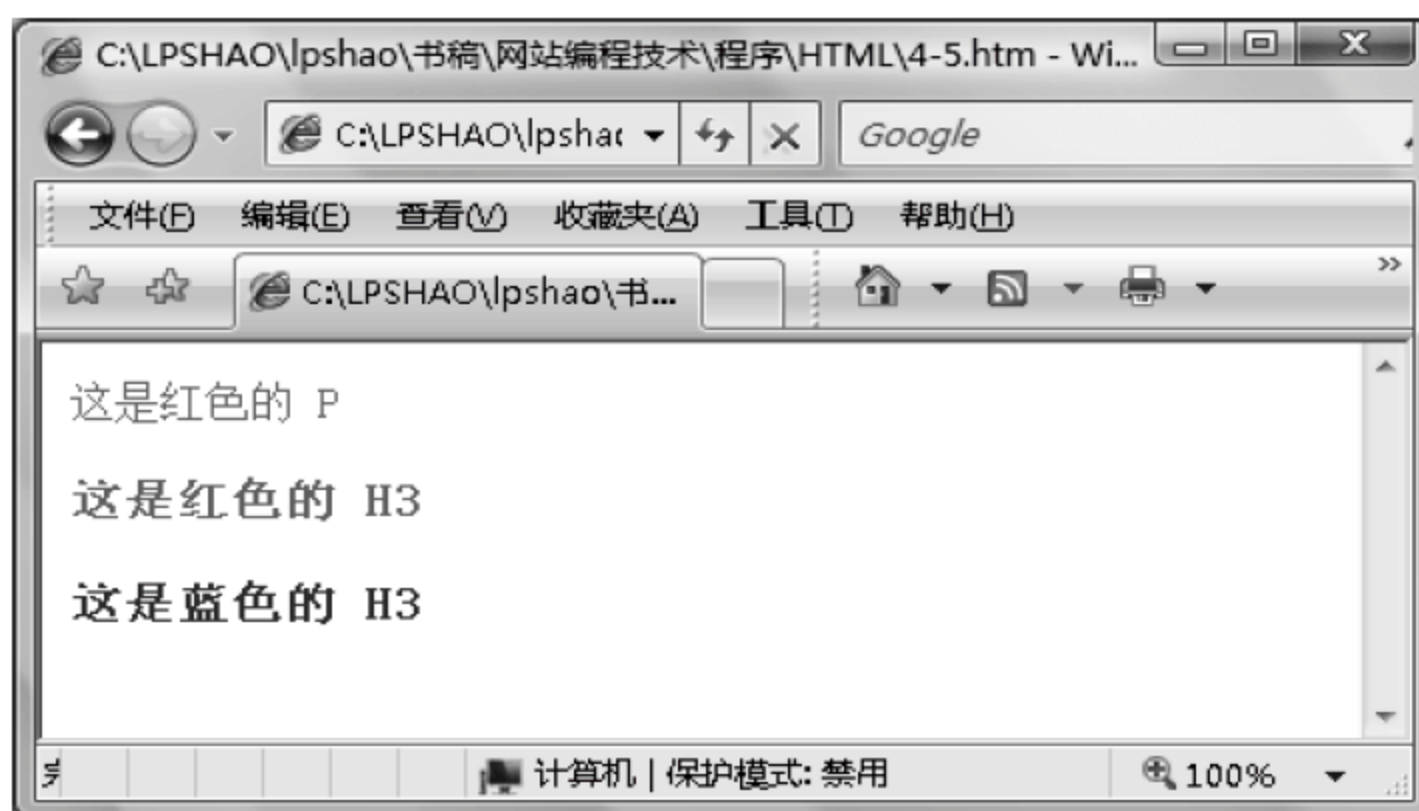 C:\LPSHAO\lpshao\书稿\网站编程技术\程序\HTML\4-5.htm - Wi...
C:\LPSHAO\lpshac Google
文件(F) 编辑(E) 查看(V) 收藏夹(A) 工具(T) 帮助(H)
C:\LPSHAO\lpshao\书... »
这是红色的 P
这是红色的 H3
这是蓝色的 H3
计算机 | 保护模式: 禁用 100%